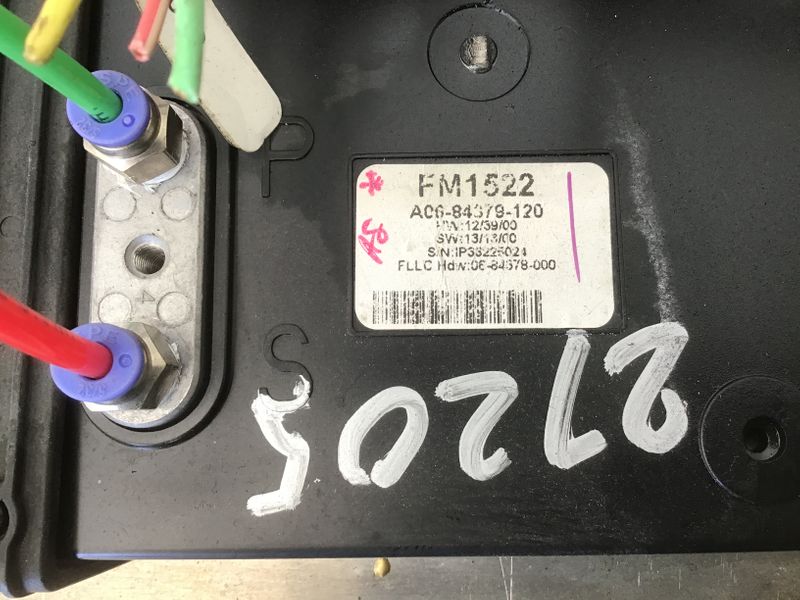 P
FM1522
A06-84379-120
HW:12/39/00
SW:13/13/00
S/N:IP33225024
FLLC Hdw:06-84378-000
S
27205
4